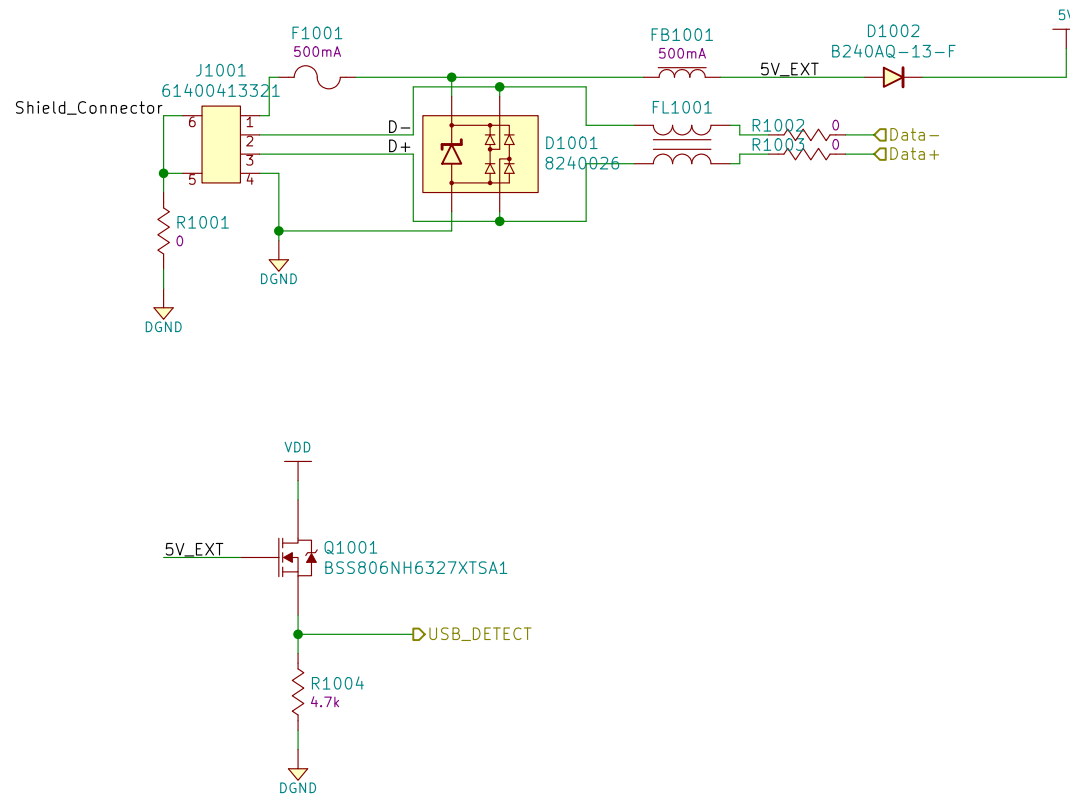 5V
F1001
500mA
FB1001
500mA
D1002
B240AQ-13-F
5V_EXT
J1001
61400413321
Shield_Connector
6
1
2
3
5
4
D-
D+
D1001
8240026
FL1001
R1002
0
Data-
R1003
0
Data+
R1001
0
DGND
DGND
VDD
5V_EXT
Q1001
BSS806NH6327XTSA1
USB_DETECT
R1004
4.7k
DGND